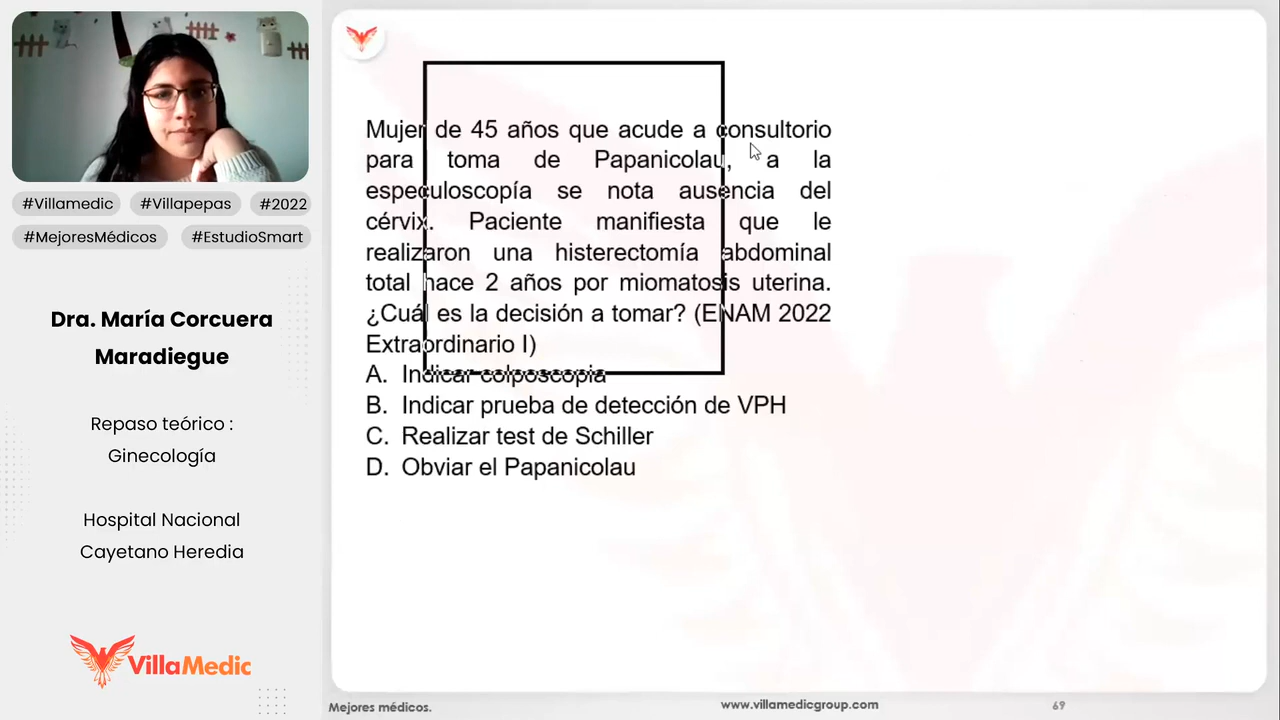 #Villamedic #Villapepas #2022
#MejoresMédicos #EstudioSmart
Dra. María Corcuera
Maradiegue
Repaso teórico :
Ginecología
Hospital Nacional
Cayetano Heredia
VillaMedic
Mujer de 45 años que acude a consultorio
para toma de Papanicolau, a la
especuloscopía se nota ausencia del
cérvix. Paciente manifiesta que le
realizaron una histerectomía abdominal
total hace 2 años por miomatosis uterina.
¿Cuál es la decisión a tomar? (ENAM 2022
Extraordinario I)
A. Indicar colposcopia
B. Indicar prueba de detección de VPH
C. Realizar test de Schiller
D. Obviar el Papanicolau
Mejores médicos. www.villamedicgroup.com 69